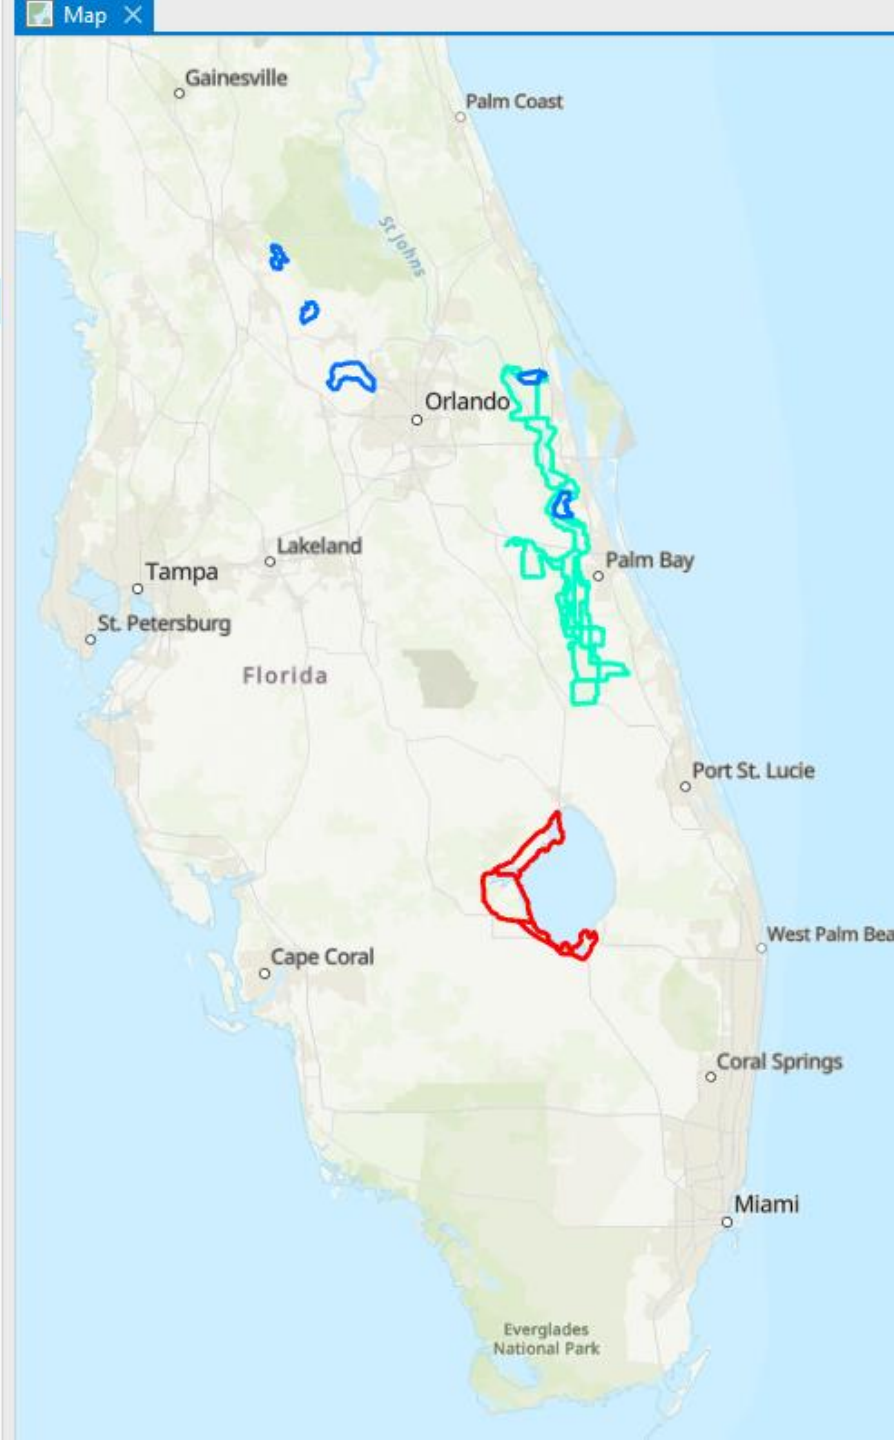 Map
Gainesville
Palm Coast
St Johns
Orlando
Lakeland
Palm Bay
Tampa
St. Petersburg
Florida
Port St. Lucie
West Palm Bea
Cape Coral
Coral Springs
Miami
Everglades
National Park